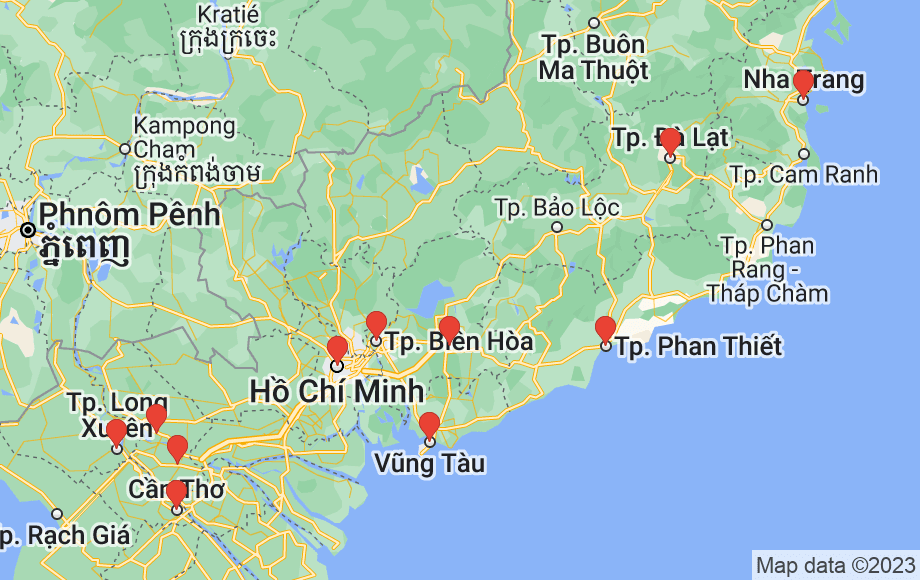 Kratié
ក្រុងក្រចេះ
Tp. Buôn
Ma Thuột
Nha Trang
Kampong
Cham
ក្រុងកំពង់ចាម
Tp. Đà Lạt
Tp. Cam Ranh
Phnôm Pênh
ភ្នំពេញ
Tp. Bảo Lộc
Tp. Phan
Rang -
Tháp Chàm
Tp. Biên Hòa
Tp. Phan Thiết
Hồ Chí Minh
Tp. Long
Xuyên
Vũng Tàu
Cần Thơ
p. Rạch Giá
Map data ©2023